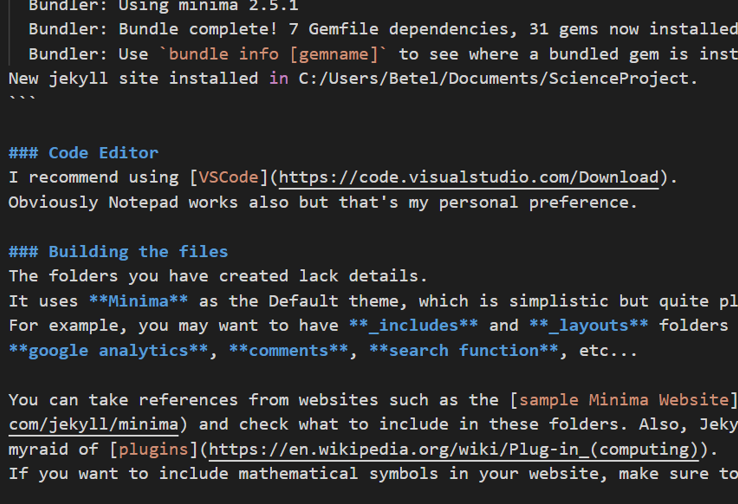 Bundler: Using minima 2.5.1
Bundler: Bundle complete! 7 Gemfile dependencies, 31 gems now installed
Bundler: Use `bundle info [gemname]` to see where a bundled gem is inst
New jekyll site installed in C:/Users/Betel/Documents/ScienceProject.
```
### Code Editor
I recommend using [VSCode](https://code.visualstudio.com/Download).
Obviously Notepad works also but that's my personal preference.
### Building the files
The folders you have created lack details.
It uses **Minima** as the Default theme, which is simplistic but quite pl
For example, you may want to have **_includes** and **_layouts** folders
**google analytics**, **comments**, **search function**, etc...
You can take references from websites such as the [sample Minima Website]
com/jekyll/minima) and check what to include in these folders. Also, Jeky
myraid of [plugins](https://en.wikipedia.org/wiki/Plug-in_(computing)).
If you want to include mathematical symbols in your website, make sure to